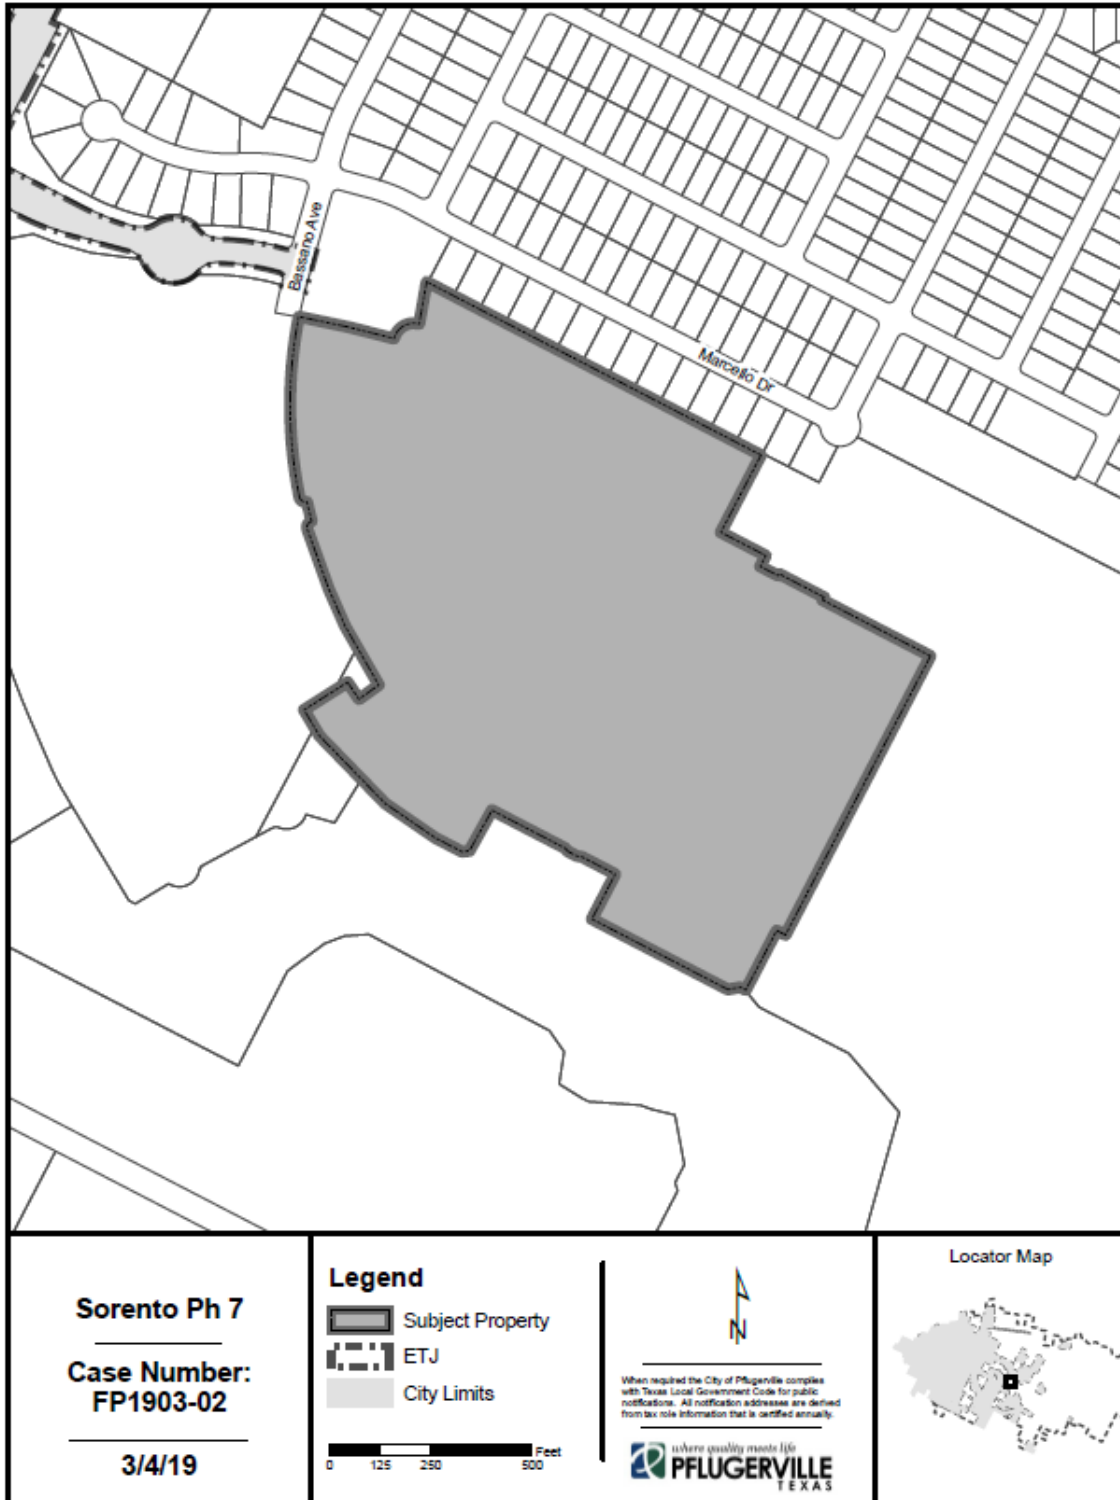 Bassano Ave
Marcello Dr
Sorento Ph 7
Case Number:
FP1903-02
3/4/19
Legend
Subject Property
ETJ
City Limits
0 125 250 500 Feet
N
When required the City of Pflugerville complies
with Texas Local Government Code for public
notifications. All notification addresses are derived
from tax role information that is certified annually.
where quality meets life
PFLUGERVILLE
TEXAS
Locator Map